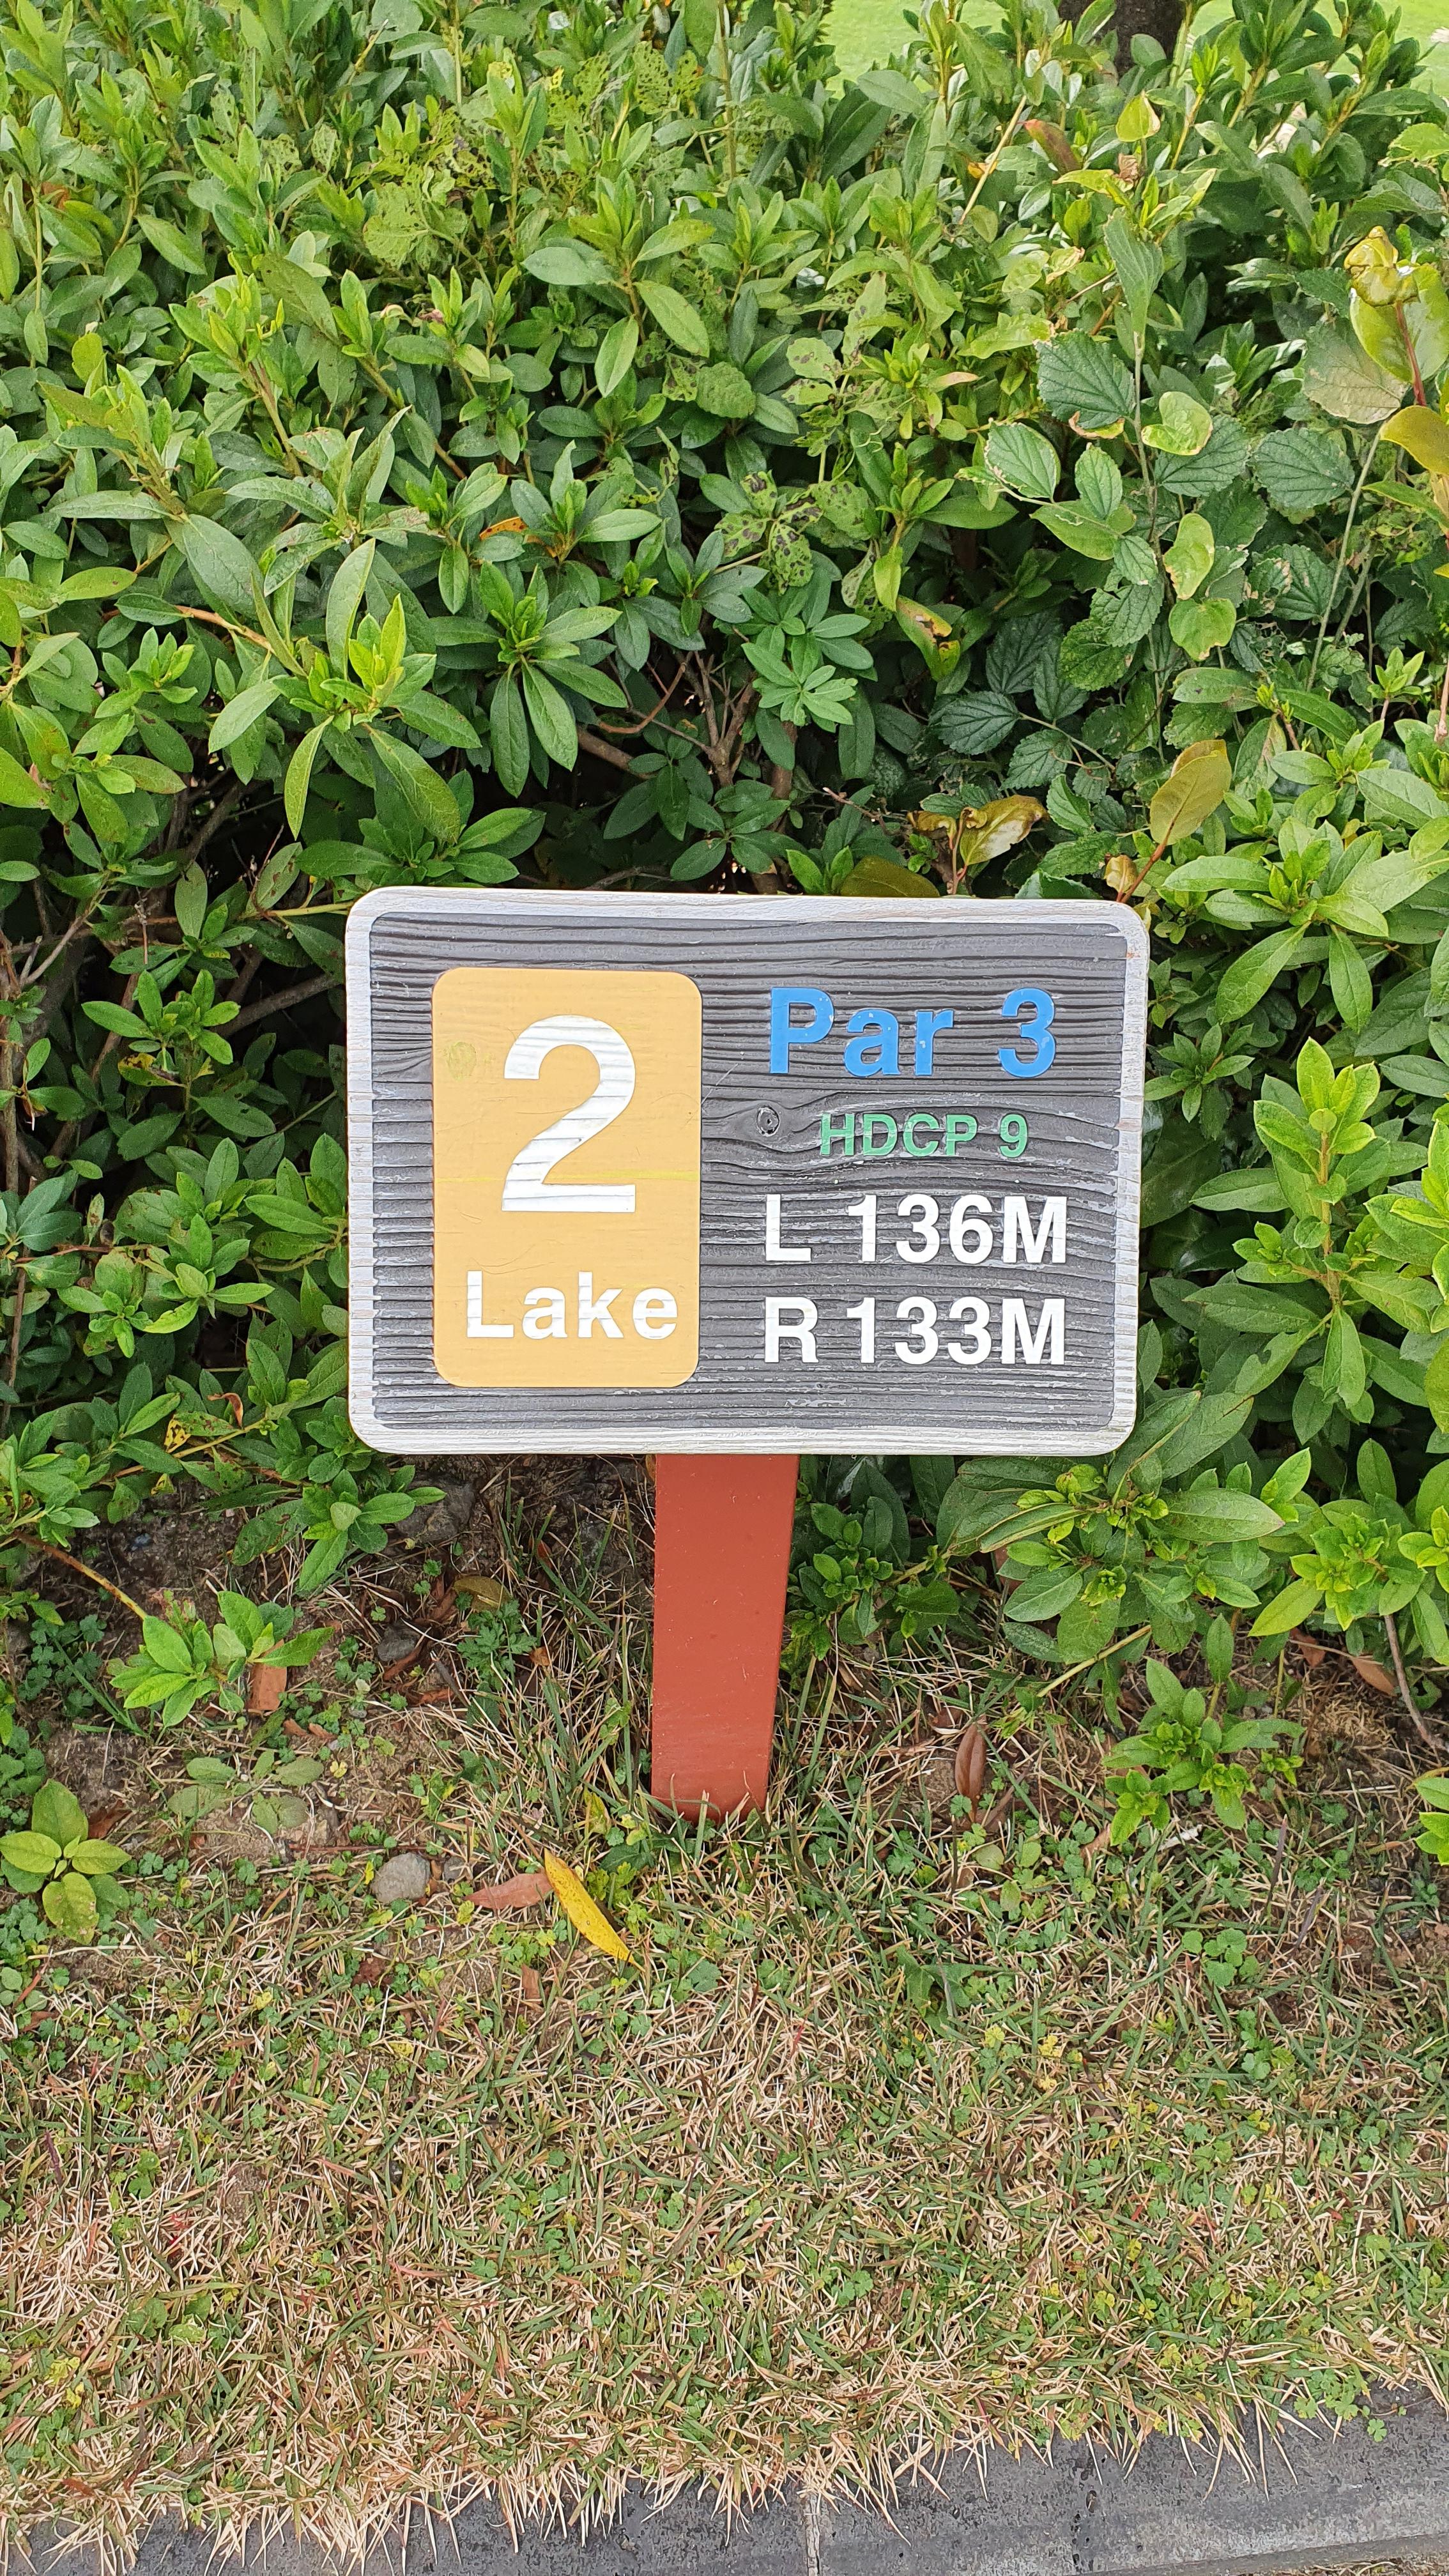 2
Lake
Par 3
HDCP 9
L 136M
R 133M